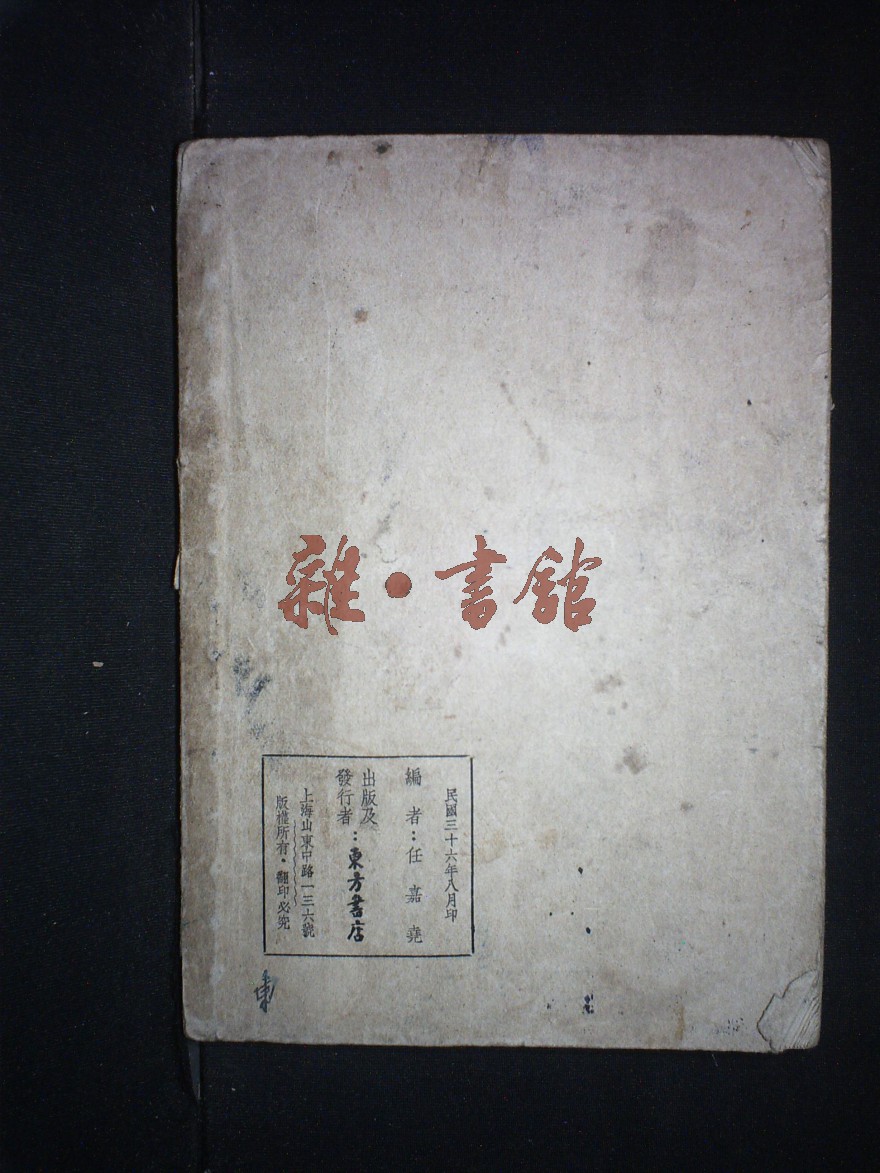 雜·書館
民國三十六年八月印
編者：任嘉堯
出版及
發行者：東方書店
上海山東中路一三六號
版權所有·翻印必究